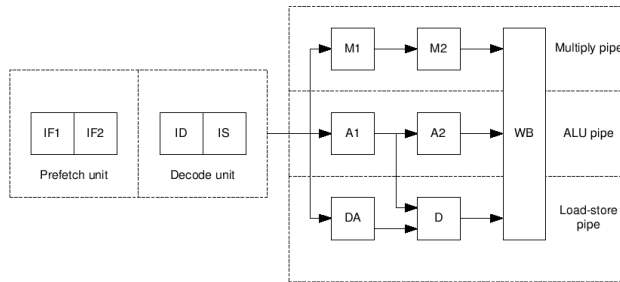 M1
M2
Multiply pipe
IF1
IF2
ID
IS
A1
A2
WB
ALU pipe
Prefetch unit
Decode unit
DA
D
Load-store
pipe